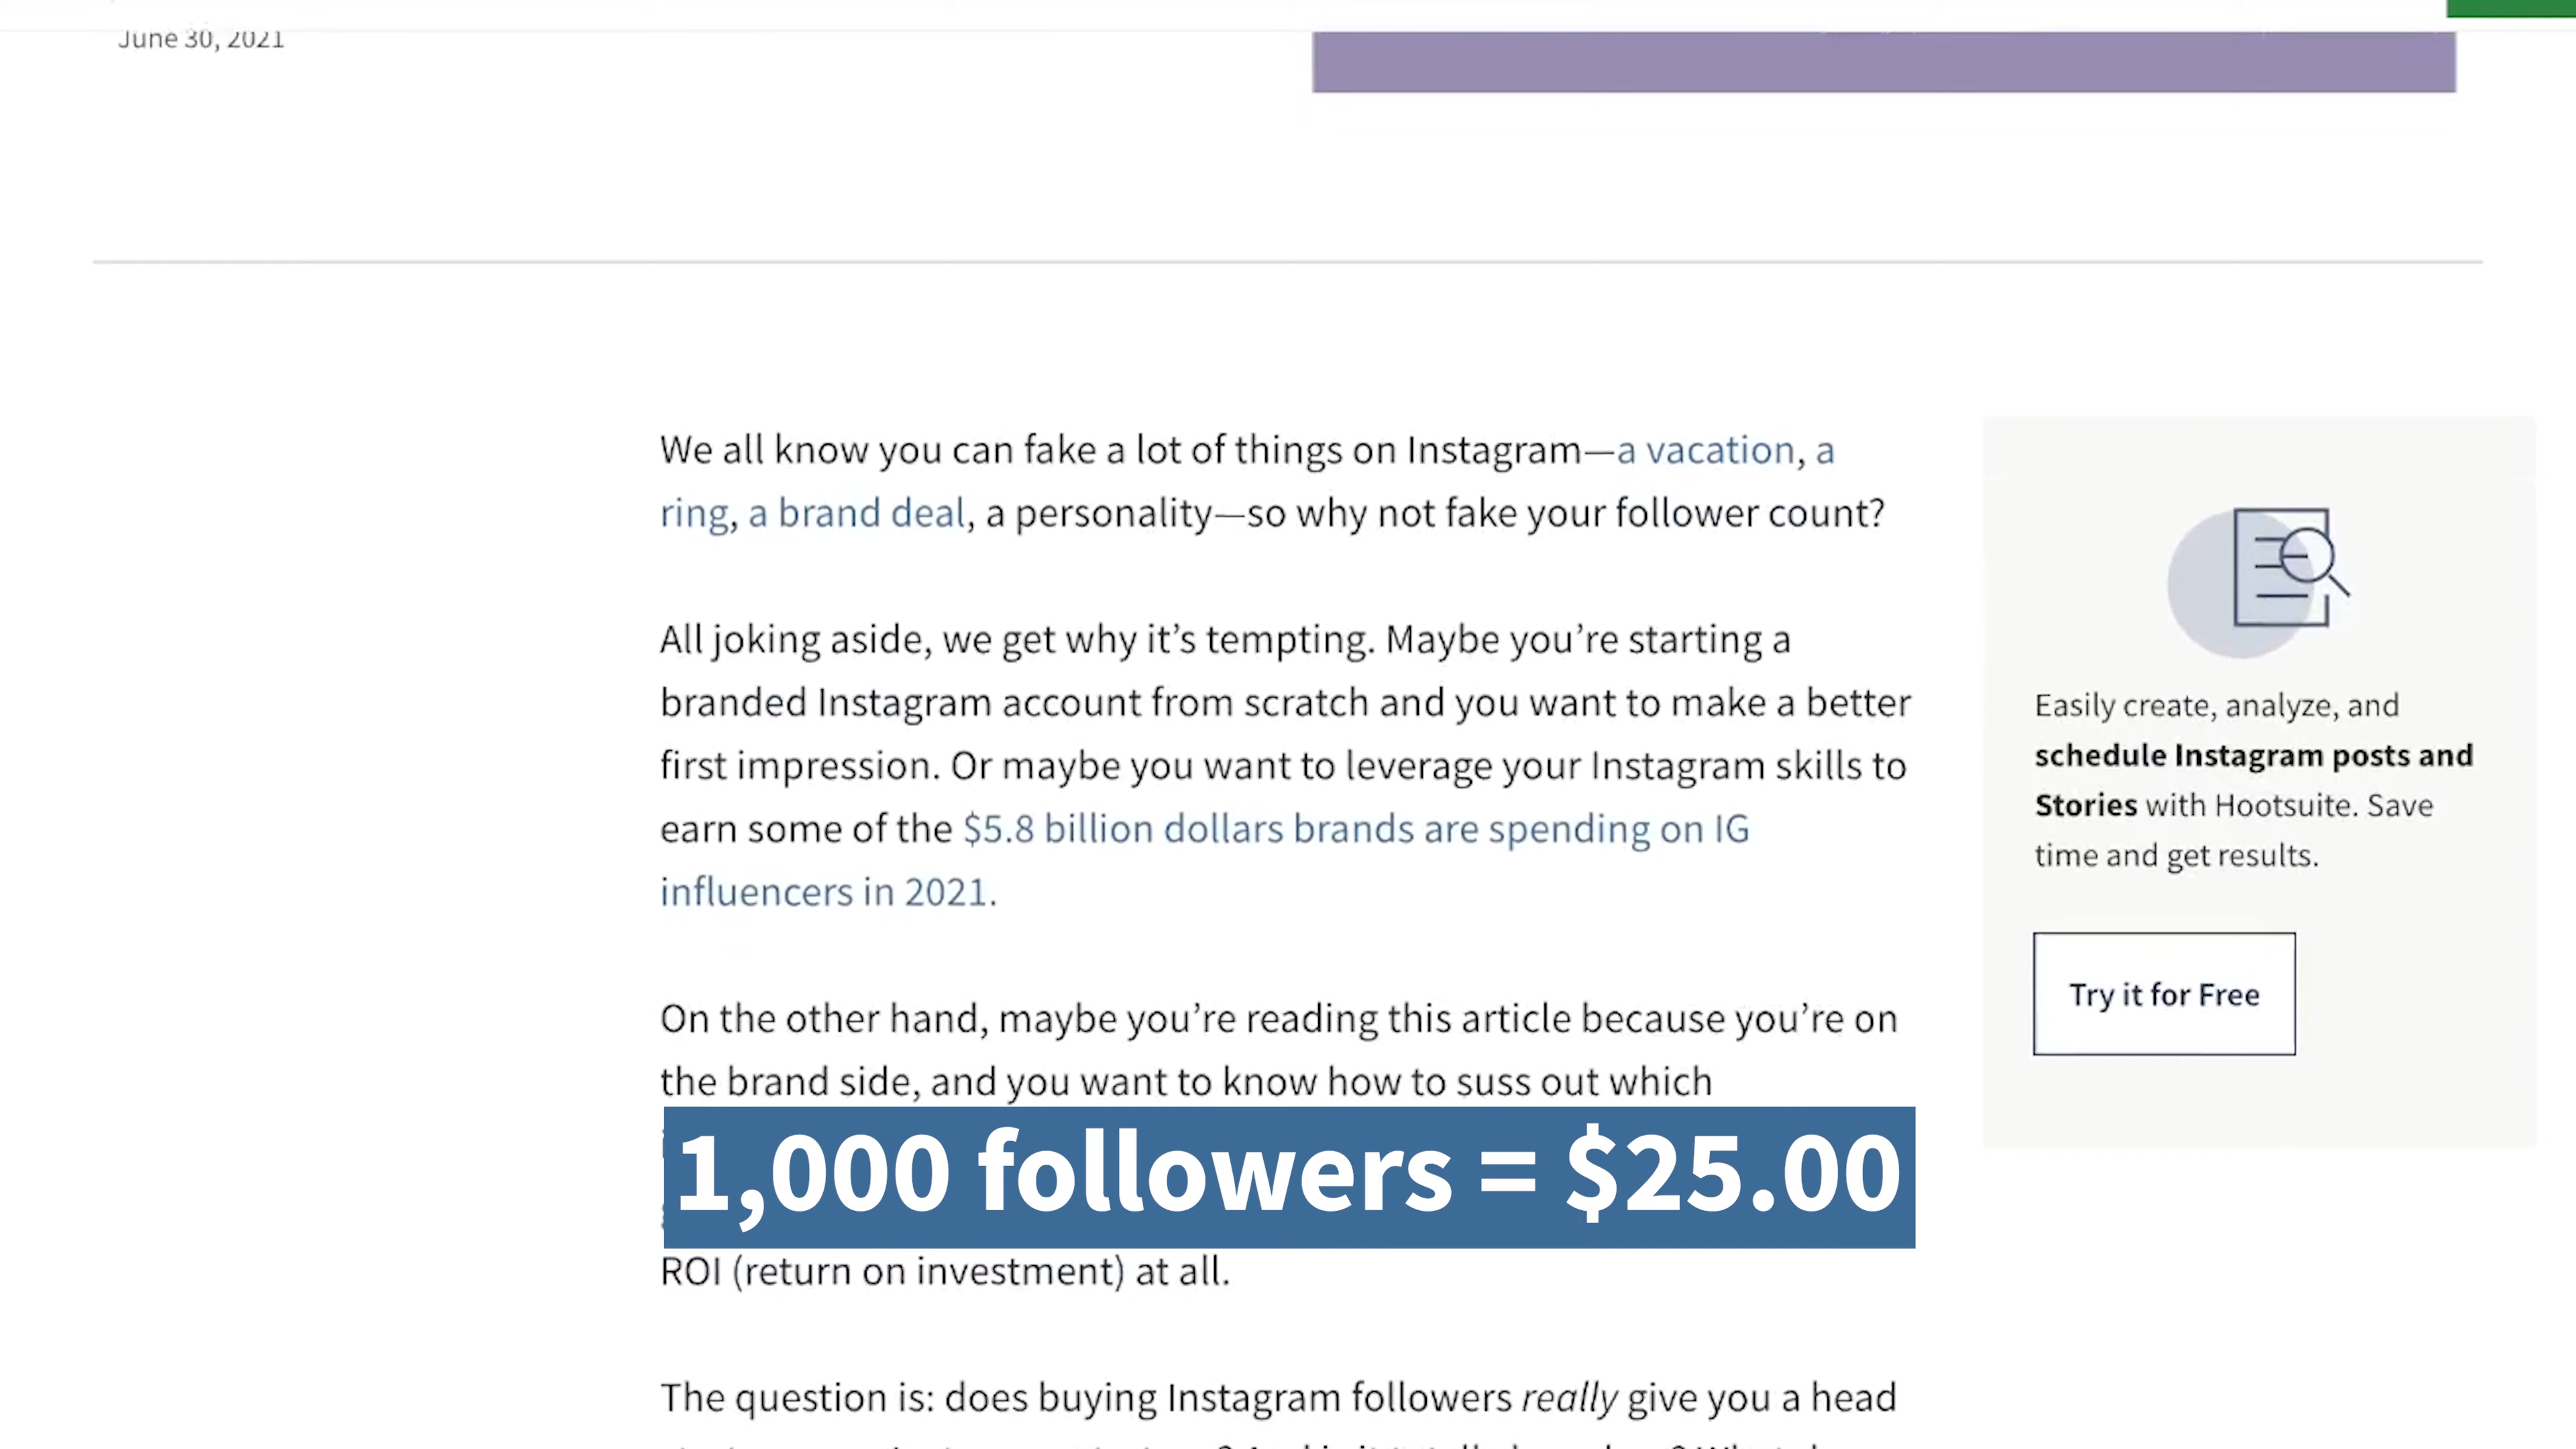 June 30, 2021
We all know you can fake a lot of things on Instagram—a vacation, a
ring, a brand deal, a personality—so why not fake your follower count?
All joking aside, we get why it’s tempting. Maybe you’re starting a
branded Instagram account from scratch and you want to make a better
first impression. Or maybe you want to leverage your Instagram skills to
earn some of the $5.8 billion dollars brands are spending on IG
influencers in 2021.
On the other hand, maybe you’re reading this article because you’re on
the brand side, and you want to know how to suss out which
1,000 followers = $25.00
ROI (return on investment) at all.
The question is: does buying Instagram followers really give you a head
Easily create, analyze, and
schedule Instagram posts and
Stories with Hootsuite. Save
time and get results.
Try it for Free